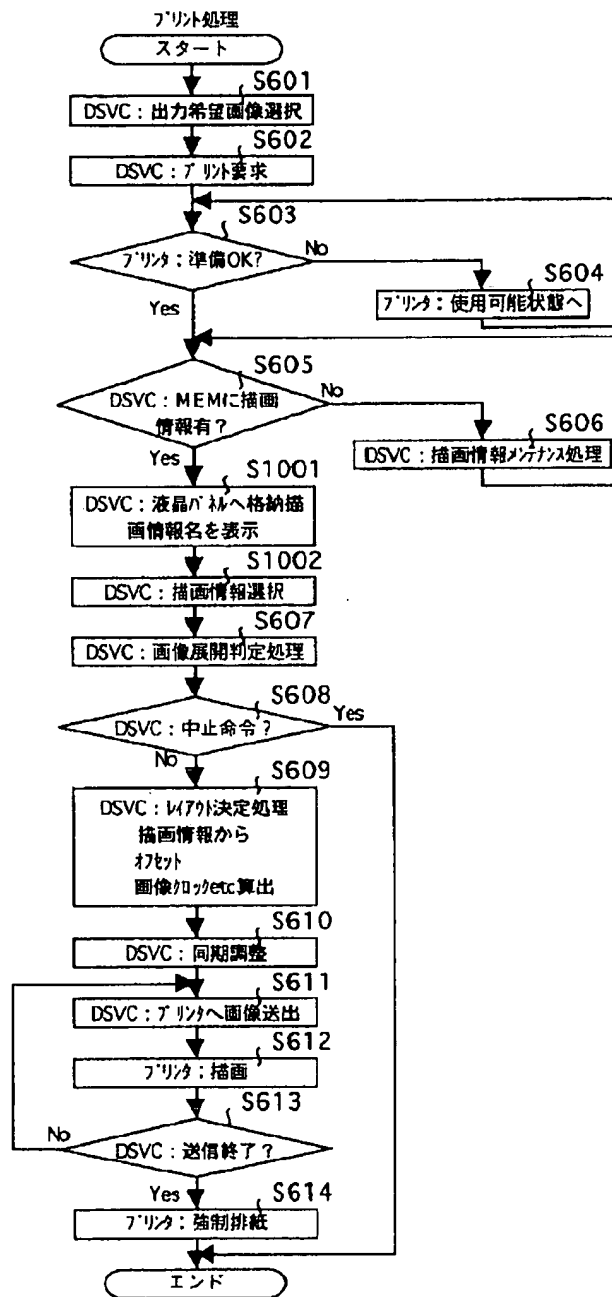 プリント処理
スタート
S601
DSVC：出力希望画像選択
S602
DSVC：プリント要求
S603
プリンタ：準備OK?
No
Yes
S604
プリンタ：使用可能状態へ
S605
DSVC：MEMに描画
情報有？
No
Yes
S606
DSVC：描画情報メンテナンス処理
S1001
DSVC：液晶パネルへ格納描
画情報名を表示
S1002
DSVC：描画情報選択
S607
DSVC：画像展開判定処理
S608
DSVC：中止命令？
Yes
No
S609
DSVC：レイアウト決定処理
描画情報から
オフセット
画像クロックetc算出
S610
DSVC：同期調整
S611
DSVC：プリンタへ画像送出
S612
プリンタ：描画
S613
DSVC：送信終了？
No
Yes
S614
プリンタ：強制排紙
エンド